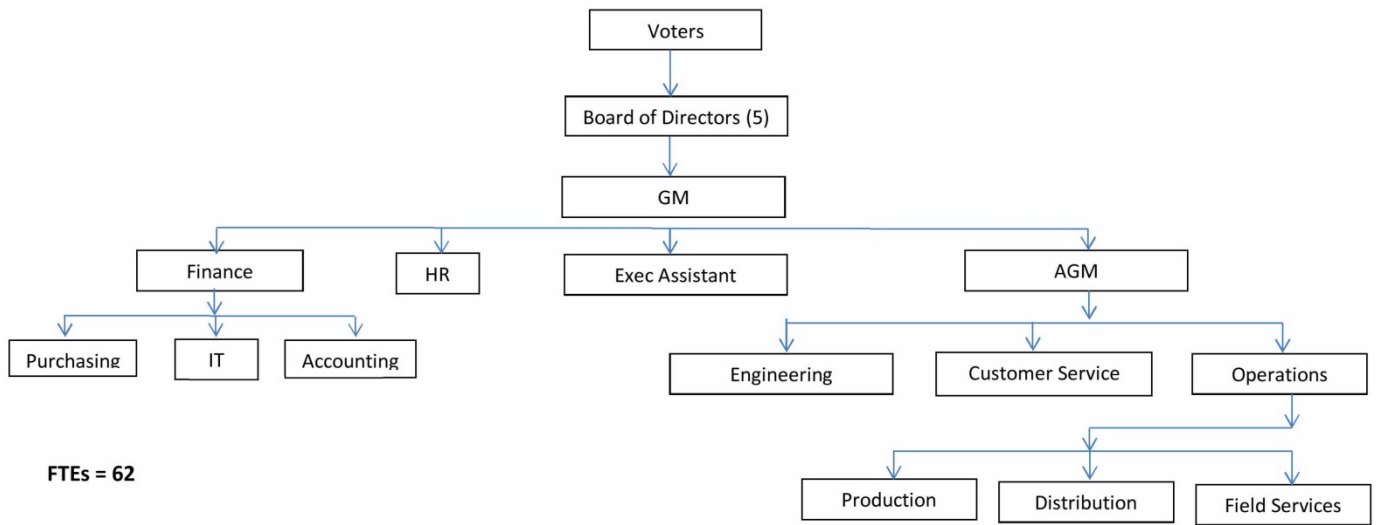 Voters
Board of Directors (5)
GM
Finance
HR
Exec Assistant
AGM
Purchasing
IT
Accounting
Engineering
Customer Service
Operations
FTEs = 62
Production
Distribution
Field Services